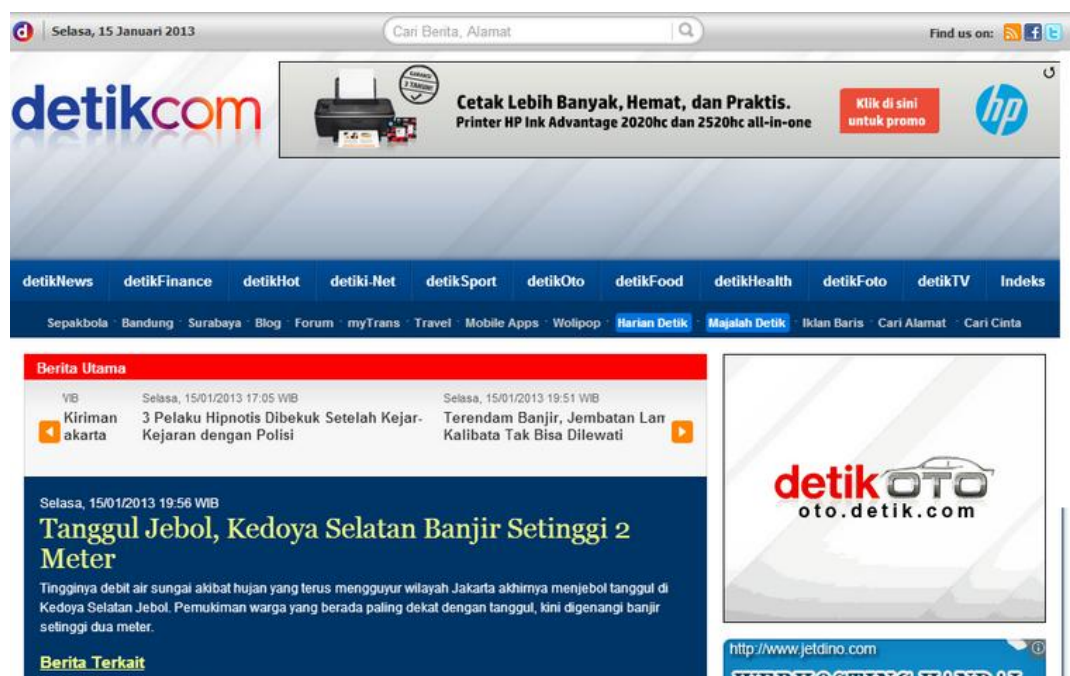 d Selasa, 15 Januari 2013
Cari Berita, Alamat
Find us on:
detikcom
GARANSI
2 TAHUN
Cetak Lebih Banyak, Hemat, dan Praktis.
Printer HP Ink Advantage 2020hc dan 2520hc all-in-one
Klik di sini
untuk promo
hp
detikNews detikFinance detikHot detiki-Net detikSport detikOto detikFood detikHealth detikFoto detikTV Indeks
Sepakbola Bandung Surabaya Blog Forum myTrans Travel Mobile Apps Wolipop Harian Detik Majalah Detik Iklan Baris Cari Alamat Cari Cinta
Berita Utama
VIB
Kiriman
akarta
Selasa, 15/01/2013 17:05 WIB
3 Pelaku Hipnotis Dibekuk Setelah Kejar-
Kejaran dengan Polisi
Selasa, 15/01/2013 19:51 WIB
Terendam Banjir, Jembatan Lam
Kalibata Tak Bisa Dilewati
Selasa, 15/01/2013 19:56 WIB
Tanggul Jebol, Kedoya Selatan Banjir Setinggi 2
Meter
Tingginya debit air sungai akibat hujan yang terus mengguyur wilayah Jakarta akhirnya menjebol tanggul di
Kedoya Selatan Jebol. Pemukiman warga yang berada paling dekat dengan tanggul, kini digenangi banjir
setinggi dua meter.
Berita Terkait
detikOTO
oto.detik.com
http://www.jetdino.com
WEBHOSTING HANDAL